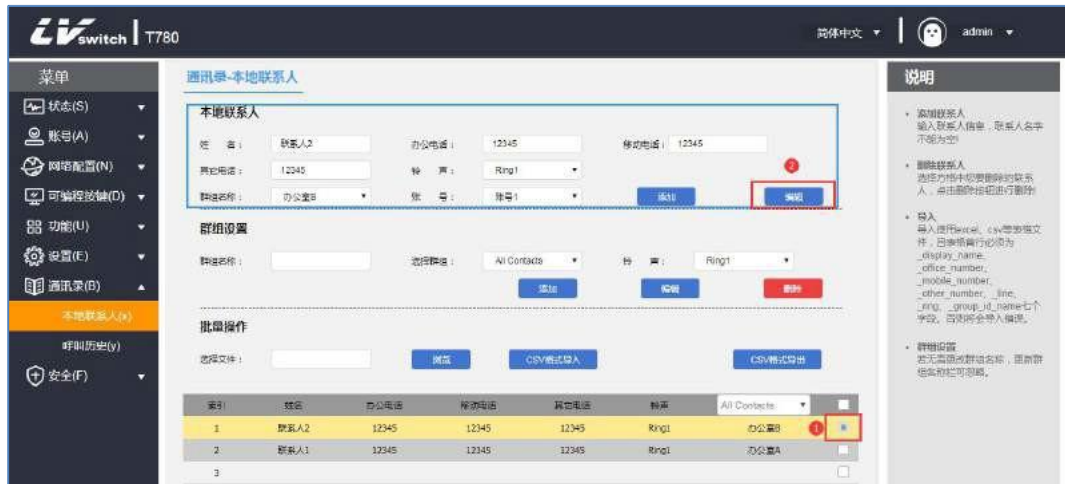 LVswitch T780
简体中文
admin
菜单
状态(S)
账号(A)
网络配置(N)
可编程按键(D)
功能(U)
设置(E)
通讯录(B)
本地联系人(x)
呼叫历史(y)
安全(F)
通讯录-本地联系人
本地联系人
姓 名: 联系人2 办公电话: 12345 移动电话: 12345
其它电话: 12345 铃 声: Ring1
2
群组名称: 办公室B 账 号: 账号1 添加 编辑
群组设置
群组名称: 选择群组: All Contacts 铃 声: Ring1
添加 编辑 删除
批量操作
选择文件: 浏览 CSV格式导入 CSV格式导出
索引 姓名 办公电话 移动电话 其它电话 铃声 All Contacts
1 联系人2 12345 12345 12345 Ring1 办公室B 1
2 联系人1 12345 12345 12345 Ring1 办公室A
3
说明
添加联系人
输入联系人信息,联系人名字
不能为空!
删除联系人
选择方格中想要删除的联系
人,点击删除按钮进行删除!
导入
导入使用excel、csv等表格文
件,且表格首行必须为
_display_name,
_office_number,
_mobile_number,
_other_number, _line,
_ring, _group_id_name七个
字段。否则将会导入错误。
群组设置
若无需更改群组名称,更新群
组名称栏可忽略。